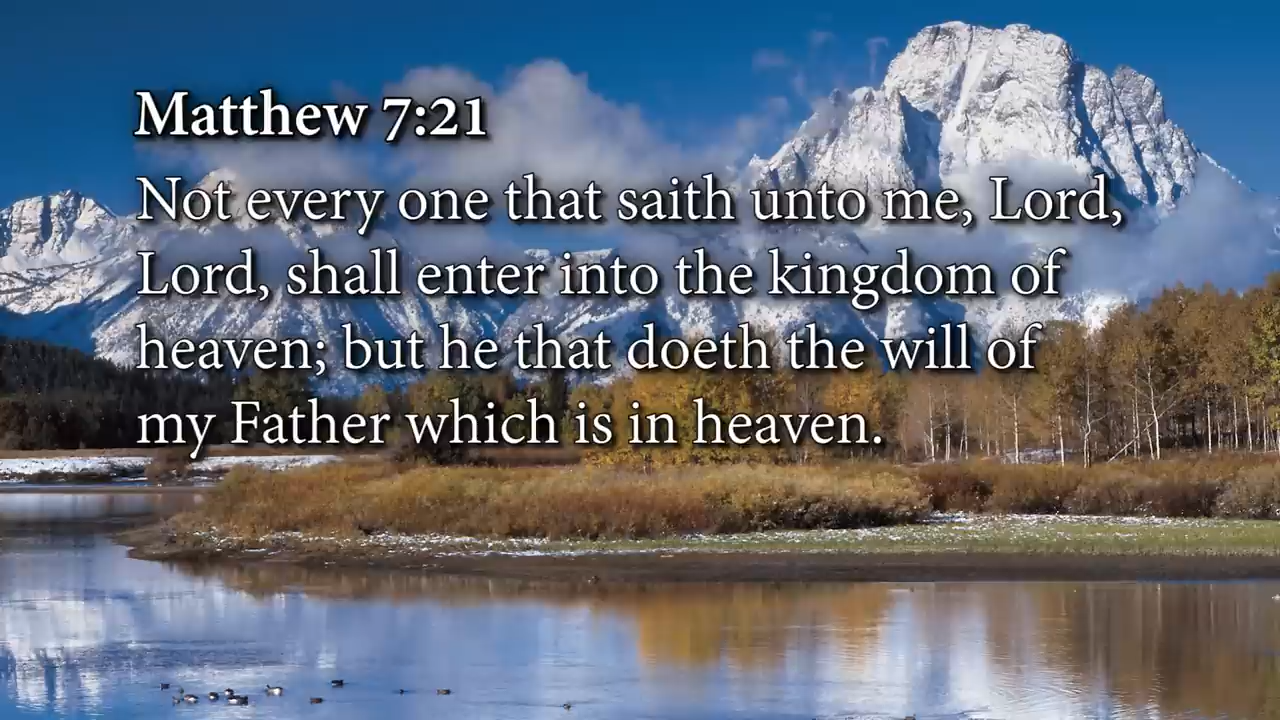 Matthew 7:21
Not every one that saith unto me, Lord,
Lord, shall enter into the kingdom of
heaven; but he that doeth the will of
my Father which is in heaven.